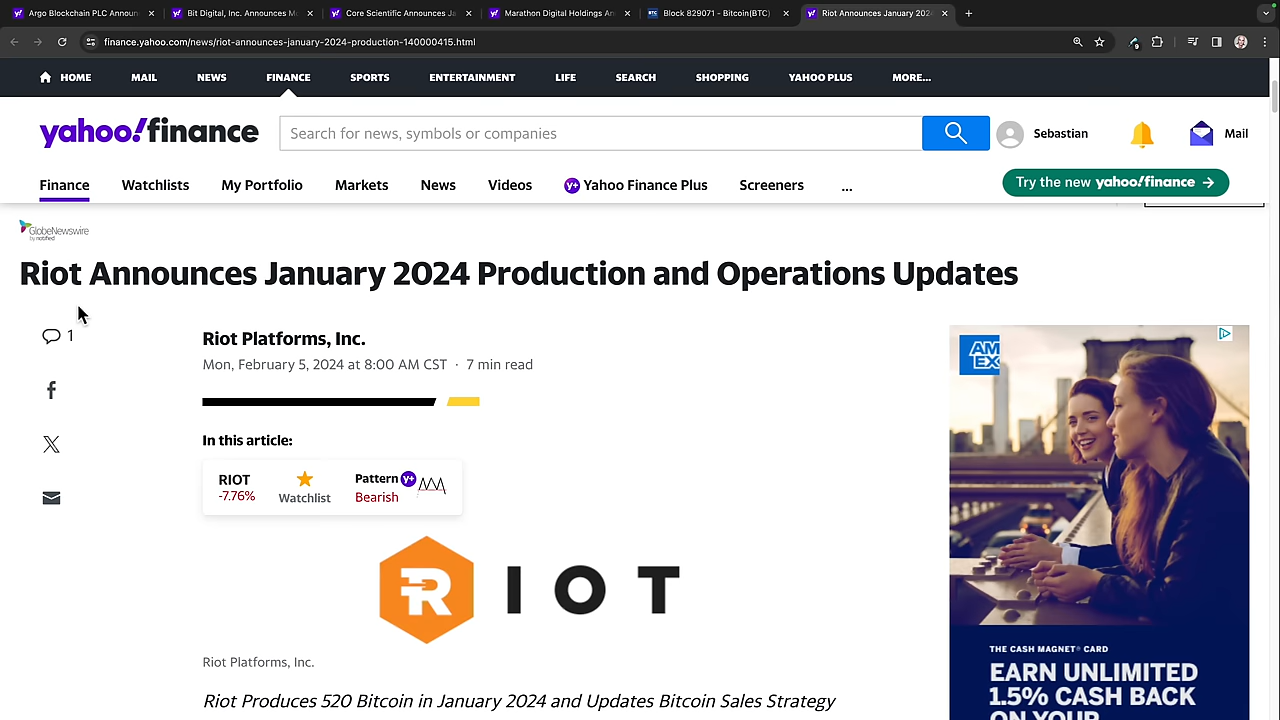 Argo Blockchain PLC Announ
Bit Digital, Inc. Announces M
Core Scientific Announces Ja
Marathon Digital Holdings An
Block 829071 - Bitcoin(BTC)
Riot Announces January 202
finance.yahoo.com/news/riot-announces-january-2024-production-140000415.html
HOME MAIL NEWS FINANCE SPORTS ENTERTAINMENT LIFE SEARCH SHOPPING YAHOO PLUS MORE...
yahoo!finance
Search for news, symbols or companies
Sebastian
Mail
Finance Watchlists My Portfolio Markets News Videos Yahoo Finance Plus Screeners ...
Try the new yahoo!finance →
GlobeNewswire
by notified
Riot Announces January 2024 Production and Operations Updates
1
Riot Platforms, Inc.
Mon, February 5, 2024 at 8:00 AM CST · 7 min read
In this article:
RIOT
-7.76%
Watchlist
Pattern
Bearish
RIOT
Riot Platforms, Inc.
Riot Produces 520 Bitcoin in January 2024 and Updates Bitcoin Sales Strategy
AM
EX
THE CASH MAGNET® CARD
EARN UNLIMITED
1.5% CASH BACK
ON YOUR